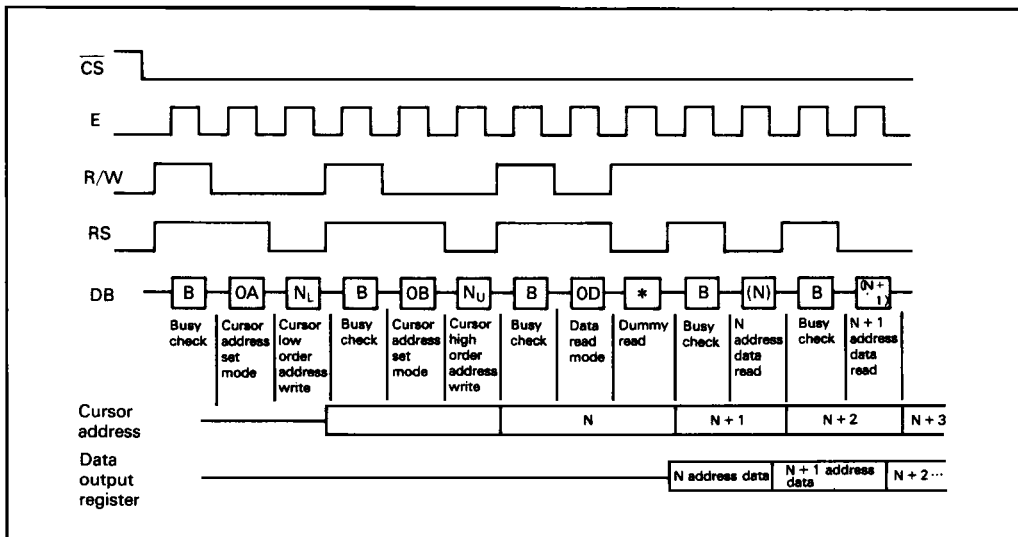 CS
E
R/W
RS
DB
B
0A
N_L
B
0B
N_U
B
0D
*
B
(N)
B
(N+
1)
Busy
check
Cursor
address
set
mode
Cursor
low
order
address
write
Busy
check
Cursor
address
set
mode
Cursor
high
order
address
write
Busy
check
Data
read
mode
Dummy
read
Busy
check
N
address
data
read
Busy
check
N + 1
address
data
read
Cursor
address
N
N + 1
N + 2
N + 3
Data
output
register
N address data
N + 1 address
data
N + 2 ···